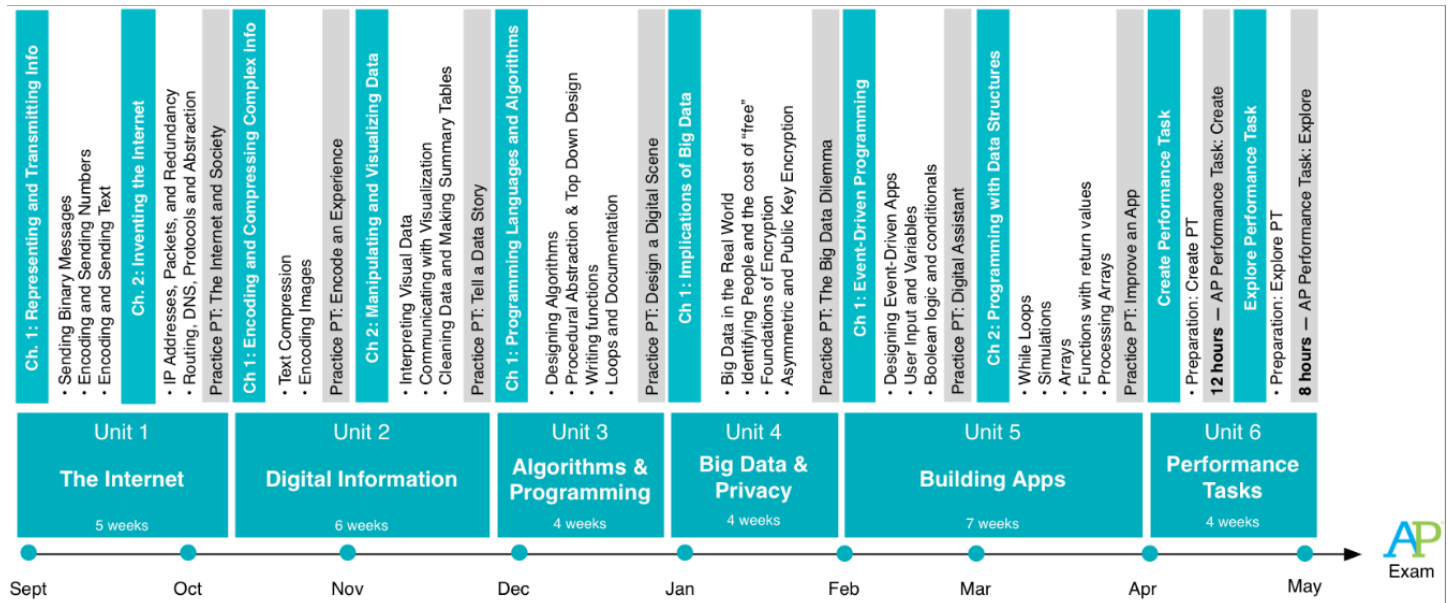 Ch. 1: Representing and Transmitting Info
• Sending Binary Messages
• Encoding and Sending Numbers
• Encoding and Sending Text
Ch. 2: Inventing the Internet
• IP Addresses, Packets, and Redundancy
• Routing, DNS, Protocols and Abstraction
Practice PT: The Internet and Society
Ch 1: Encoding and Compressing Complex Info
• Text Compression
• Encoding Images
Practice PT: Encode an Experience
Ch 2: Manipulating and Visualizing Data
• Interpreting Visual Data
• Communicating with Visualization
• Cleaning Data and Making Summary Tables
Practice PT: Tell a Data Story
Ch 1: Programming Languages and Algorithms
• Designing Algorithms
• Procedural Abstraction & Top Down Design
• Writing functions
• Loops and Documentation
Practice PT: Design a Digital Scene
Ch 1: Implications of Big Data
• Big Data in the Real World
• Identifying People and the cost of “free”
• Foundations of Encryption
• Asymmetric and Public Key Encryption
Practice PT: The Big Data Dilemma
Ch 1: Event-Driven Programming
• Designing Event-Driven Apps
• User Input and Variables
• Boolean logic and conditionals
Practice PT: Digital Assistant
Ch 2: Programming with Data Structures
• While Loops
• Simulations
• Arrays
• Functions with return values
• Processing Arrays
Practice PT: Improve an App
Create Performance Task
• Preparation: Create PT
12 hours — AP Performance Task: Create
Explore Performance Task
• Preparation: Explore PT
8 hours — AP Performance Task: Explore
Unit 1
The Internet
5 weeks
Unit 2
Digital Information
6 weeks
Unit 3
Algorithms &
Programming
4 weeks
Unit 4
Big Data &
Privacy
4 weeks
Unit 5
Building Apps
7 weeks
Unit 6
Performance
Tasks
4 weeks
Sept Oct Nov Dec Jan Feb Mar Apr May
AP
Exam